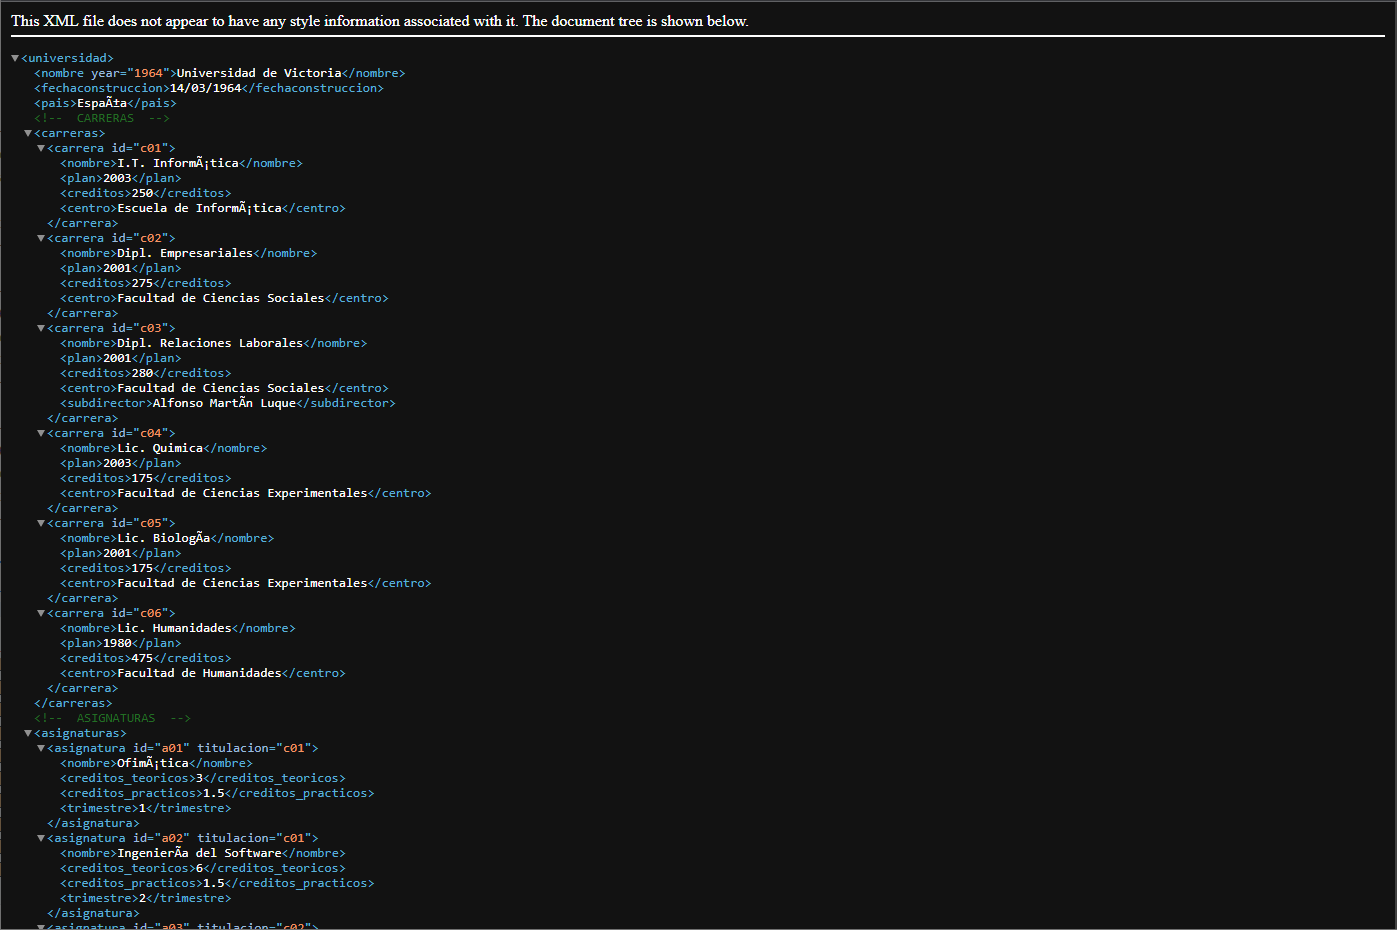 This XML file does not appear to have any style information associated with it. The document tree is shown below.
▼<universidad>
<nombre year="1964">Universidad de Victoria</nombre>
<fechaconstruccion>14/03/1964</fechaconstruccion>
<pais>EspaÃ±a</pais>
<!-- CARRERAS -->
▼<carreras>
▼<carrera id="c01">
<nombre>I.T. InformÃ¡tica</nombre>
<plan>2003</plan>
<creditos>250</creditos>
<centro>Escuela de InformÃ¡tica</centro>
</carrera>
▼<carrera id="c02">
<nombre>Dipl. Empresariales</nombre>
<plan>2001</plan>
<creditos>275</creditos>
<centro>Facultad de Ciencias Sociales</centro>
</carrera>
▼<carrera id="c03">
<nombre>Dipl. Relaciones Laborales</nombre>
<plan>2001</plan>
<creditos>280</creditos>
<centro>Facultad de Ciencias Sociales</centro>
<subdirector>Alfonso MartÃn Luque</subdirector>
</carrera>
▼<carrera id="c04">
<nombre>Lic. Quimica</nombre>
<plan>2003</plan>
<creditos>175</creditos>
<centro>Facultad de Ciencias Experimentales</centro>
</carrera>
▼<carrera id="c05">
<nombre>Lic. BiologÃa</nombre>
<plan>2001</plan>
<creditos>175</creditos>
<centro>Facultad de Ciencias Experimentales</centro>
</carrera>
▼<carrera id="c06">
<nombre>Lic. Humanidades</nombre>
<plan>1980</plan>
<creditos>475</creditos>
<centro>Facultad de Humanidades</centro>
</carrera>
</carreras>
<!-- ASIGNATURAS -->
▼<asignaturas>
▼<asignatura id="a01" titulacion="c01">
<nombre>OfimÃ¡tica</nombre>
<creditos_teoricos>3</creditos_teoricos>
<creditos_practicos>1.5</creditos_practicos>
<trimestre>1</trimestre>
</asignatura>
▼<asignatura id="a02" titulacion="c01">
<nombre>IngenierÃa del Software</nombre>
<creditos_teoricos>6</creditos_teoricos>
<creditos_practicos>1.5</creditos_practicos>
<trimestre>2</trimestre>
</asignatura>
▼<asignatura id="a03" titulacion="c02">